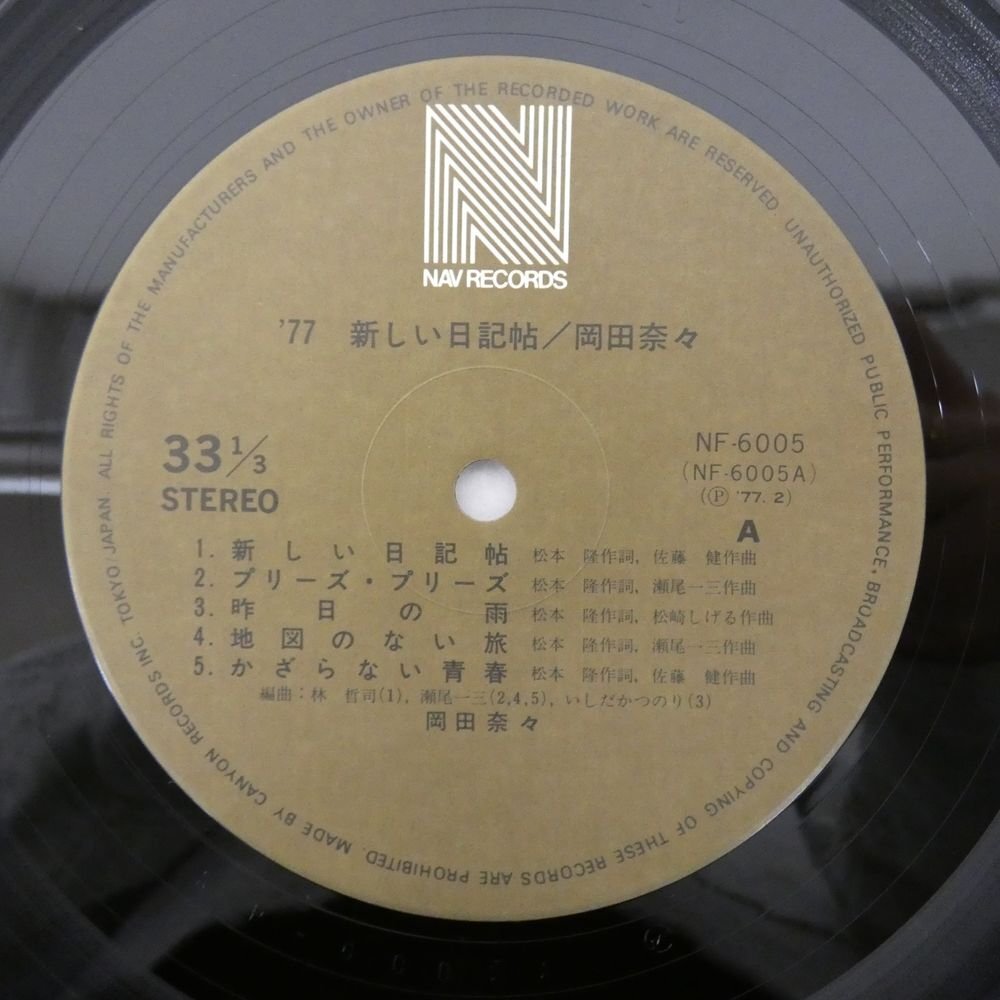 ALL RIGHTS OF THE MANUFACTURERS AND THE OWNER OF THE RECORDED WORK ARE RESERVED. UNAUTHORIZED PUBLIC PERFORMANCE, BROADCASTING AND COPYING OF THESE RECORDS ARE PROHIBITED. MADE BY CANYON RECORDS INC. TOKYO JAPAN.
N
NAV RECORDS
'77 新しい日記帖／岡田奈々
33 1/3
STEREO
NF-6005
(NF-6005A)
(Ⓟ '77. 2)
A
1. 新しい日記帖 松本 隆作詞, 佐藤 健作曲
2. プリーズ・プリーズ 松本 隆作詞, 瀬尾一三作曲
3. 昨日の雨 松本 隆作詞, 松崎しげる作曲
4. 地図のない旅 松本 隆作詞, 瀬尾一三作曲
5. かざらない青春 松本 隆作詞, 佐藤 健作曲
編曲：林 哲司(1), 瀬尾一三(2,4,5), いしだかつのり(3)
岡田奈々